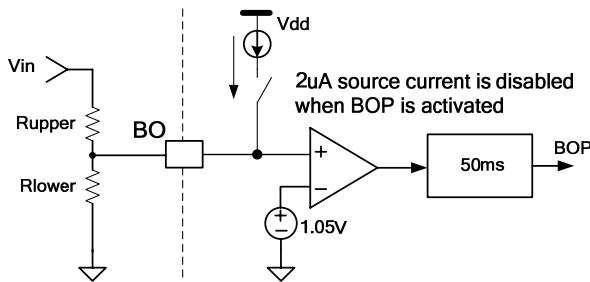 Vdd
Vin
2uA source current is disabled
when BOP is activated
Rupper
BO
+
−
50ms
BOP
Rlower
+
−
1.05V